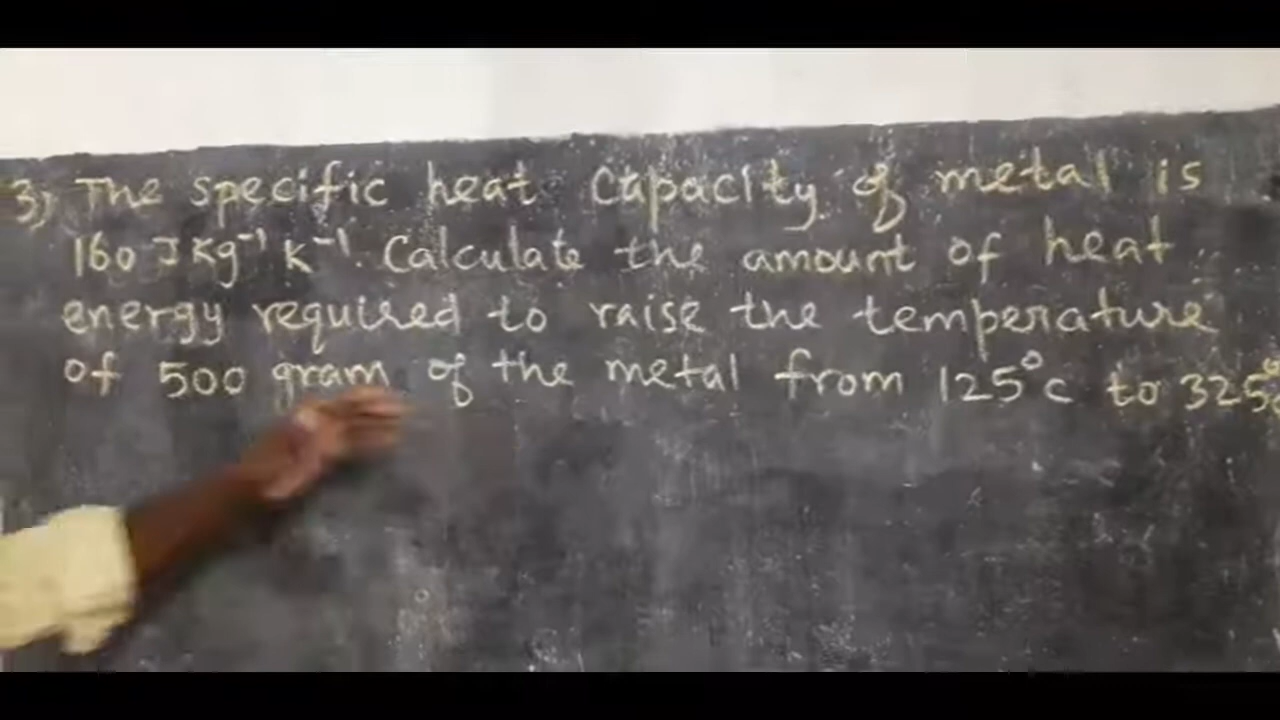 3) The specific heat capacity of metal is
160 J Kg⁻¹ K⁻¹. Calculate the amount of heat
energy required to raise the temperature
of 500 gram of the metal from 125°c to 325°